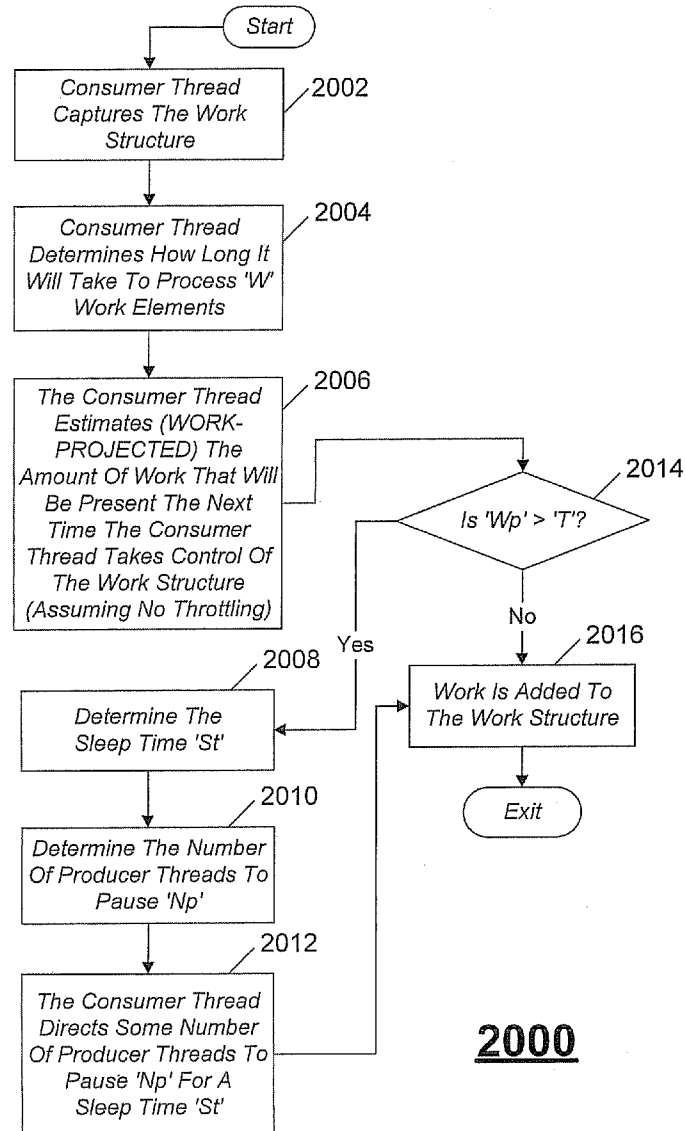 Start
Consumer Thread
Captures The Work
Structure
2002
Consumer Thread
Determines How Long It
Will Take To Process 'W'
Work Elements
2004
The Consumer Thread
Estimates (WORK-
PROJECTED) The
Amount Of Work That Will
Be Present The Next
Time The Consumer
Thread Takes Control Of
The Work Structure
(Assuming No Throttling)
2006
Is 'Wp' > 'T'?
2014
Yes
No
Determine The
Sleep Time 'St'
2008
Work Is Added To
The Work Structure
2016
Exit
Determine The Number
Of Producer Threads To
Pause 'Np'
2010
The Consumer Thread
Directs Some Number
Of Producer Threads To
Pause 'Np' For A
Sleep Time 'St'
2012
2000